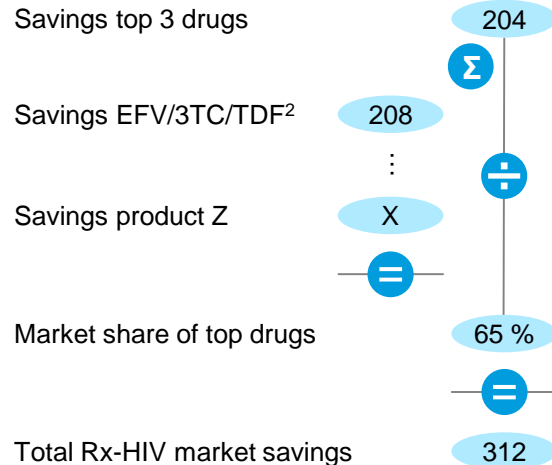 Savings top 3 drugs 204
Σ
Savings EFV/3TC/TDF² 208
⋮
÷
Savings product Z X
=
Market share of top drugs 65 %
=
Total Rx-HIV market savings 312